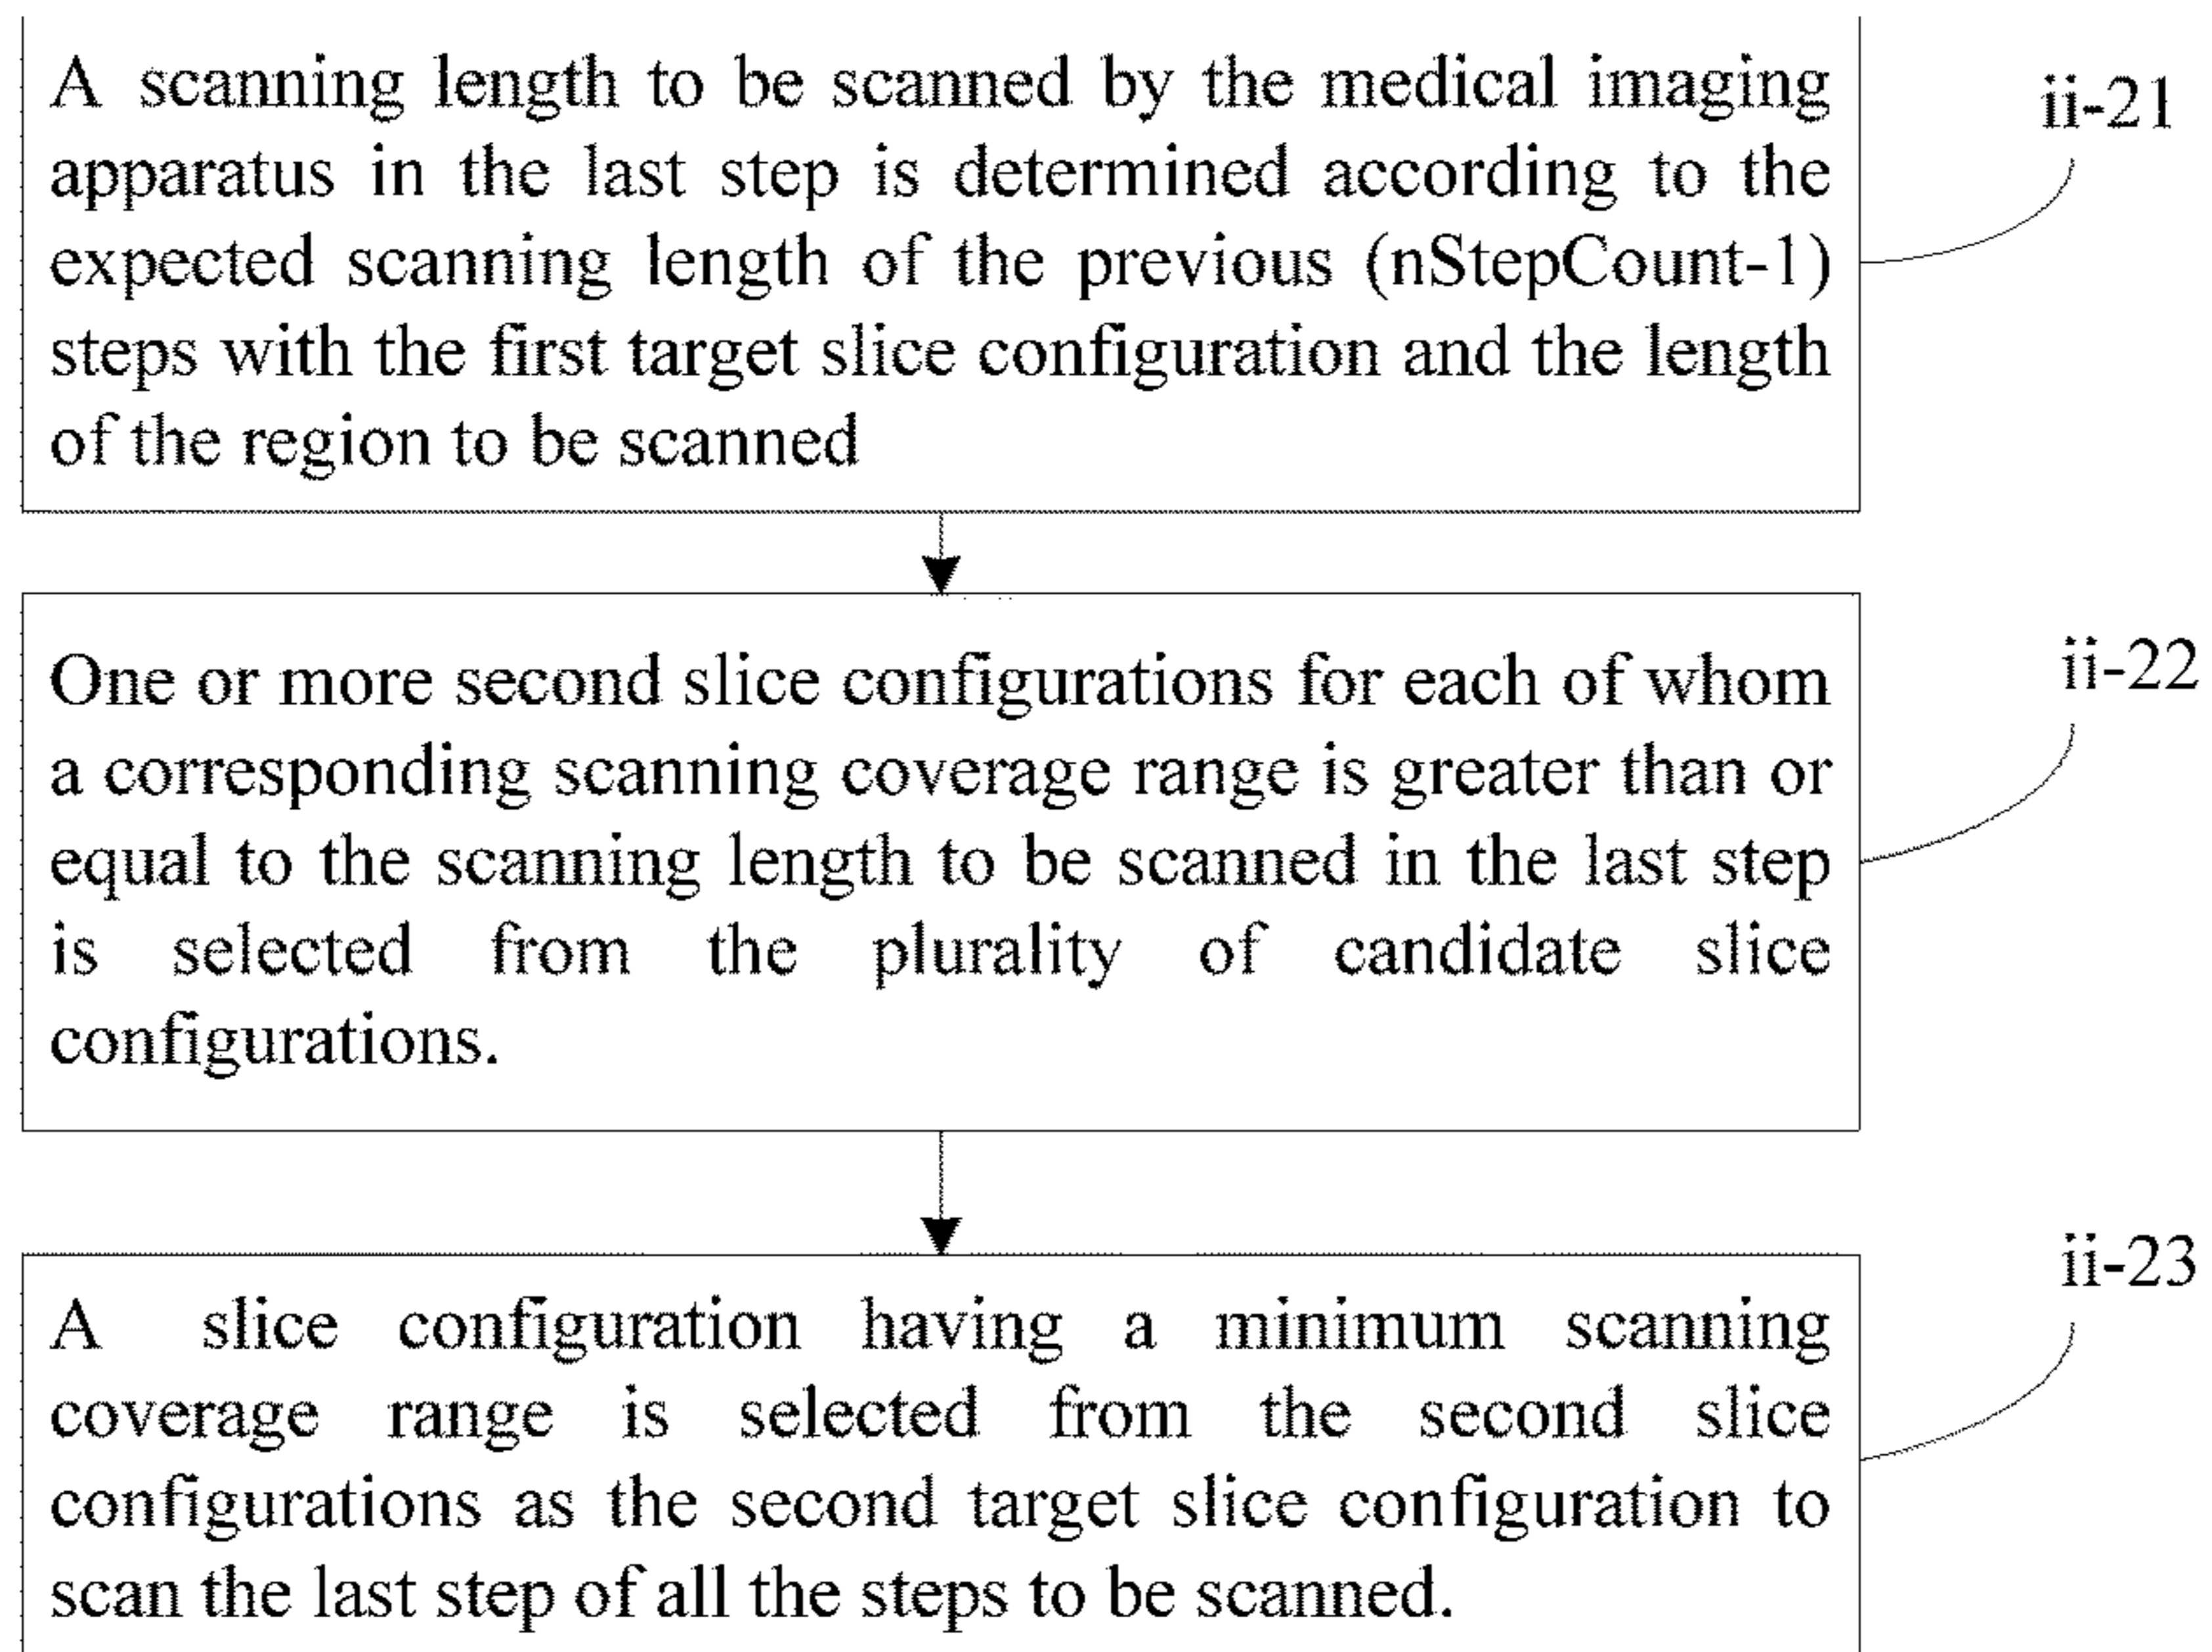 A scanning length to be scanned by the medical imaging
apparatus in the last step is determined according to the
expected scanning length of the previous (nStepCount-1)
steps with the first target slice configuration and the length
of the region to be scanned
ii-21
One or more second slice configurations for each of whom
a corresponding scanning coverage range is greater than or
equal to the scanning length to be scanned in the last step
is selected from the plurality of candidate slice
configurations.
ii-22
A slice configuration having a minimum scanning
coverage range is selected from the second slice
configurations as the second target slice configuration to
scan the last step of all the steps to be scanned.
ii-23